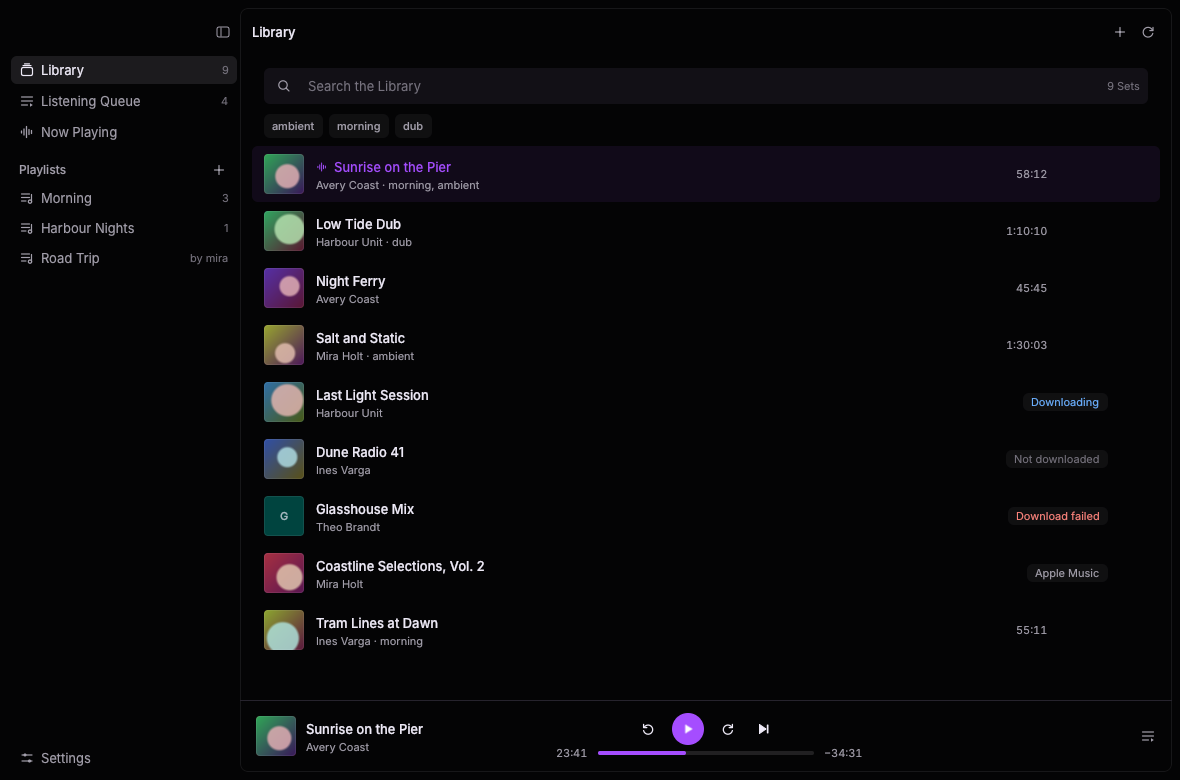 Library
Library 9
Listening Queue 4
Now Playing
Playlists
Morning 3
Harbour Nights 1
Road Trip by mira
Settings
Search the Library 9 Sets
ambient morning dub
Sunrise on the Pier 58:12
Avery Coast · morning, ambient
Low Tide Dub 1:10:10
Harbour Unit · dub
Night Ferry 45:45
Avery Coast
Salt and Static 1:30:03
Mira Holt · ambient
Last Light Session Downloading
Harbour Unit
Dune Radio 41 Not downloaded
Ines Varga
G
Glasshouse Mix Download failed
Theo Brandt
Coastline Selections, Vol. 2 Apple Music
Mira Holt
Tram Lines at Dawn 55:11
Ines Varga · morning
Sunrise on the Pier
Avery Coast
23:41 −34:31